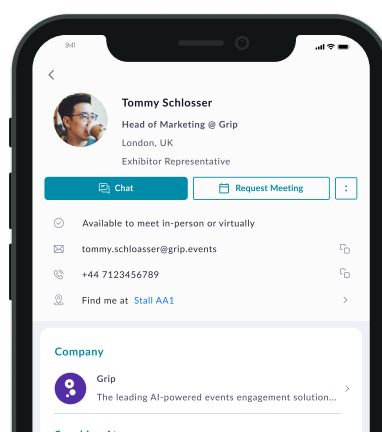 9:41
Tommy Schlosser
Head of Marketing @ Grip
London, UK
Exhibitor Representative
Chat
Request Meeting
Available to meet in-person or virtually
tommy.schloasser@grip.events
+44 7123456789
Find me at Stall AA1
Company
Grip
The leading AI-powered events engagement solution...